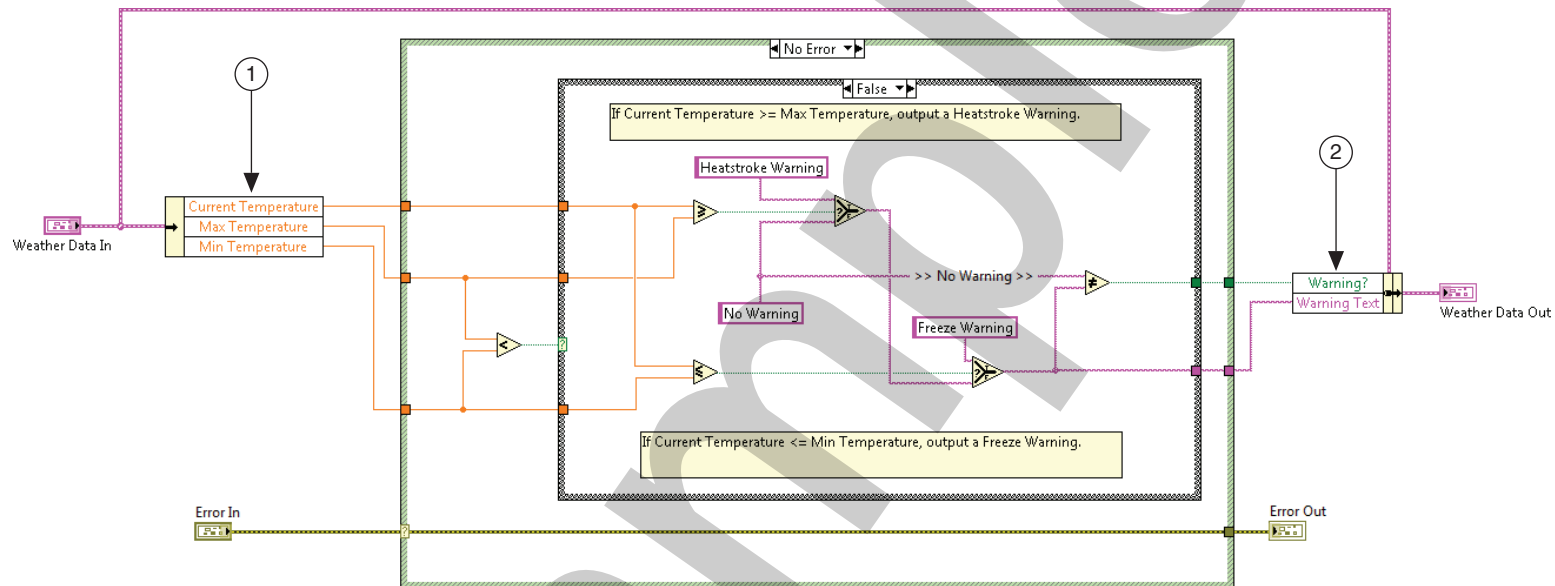 No Error
1
False
If Current Temperature >= Max Temperature, output a Heatstroke Warning.
2
Heatstroke Warning
Current Temperature
Max Temperature
Min Temperature
Weather Data In
>> No Warning >>
Warning?
Warning Text
Weather Data Out
No Warning
Freeze Warning
If Current Temperature <= Min Temperature, output a Freeze Warning.
Error In
Error Out